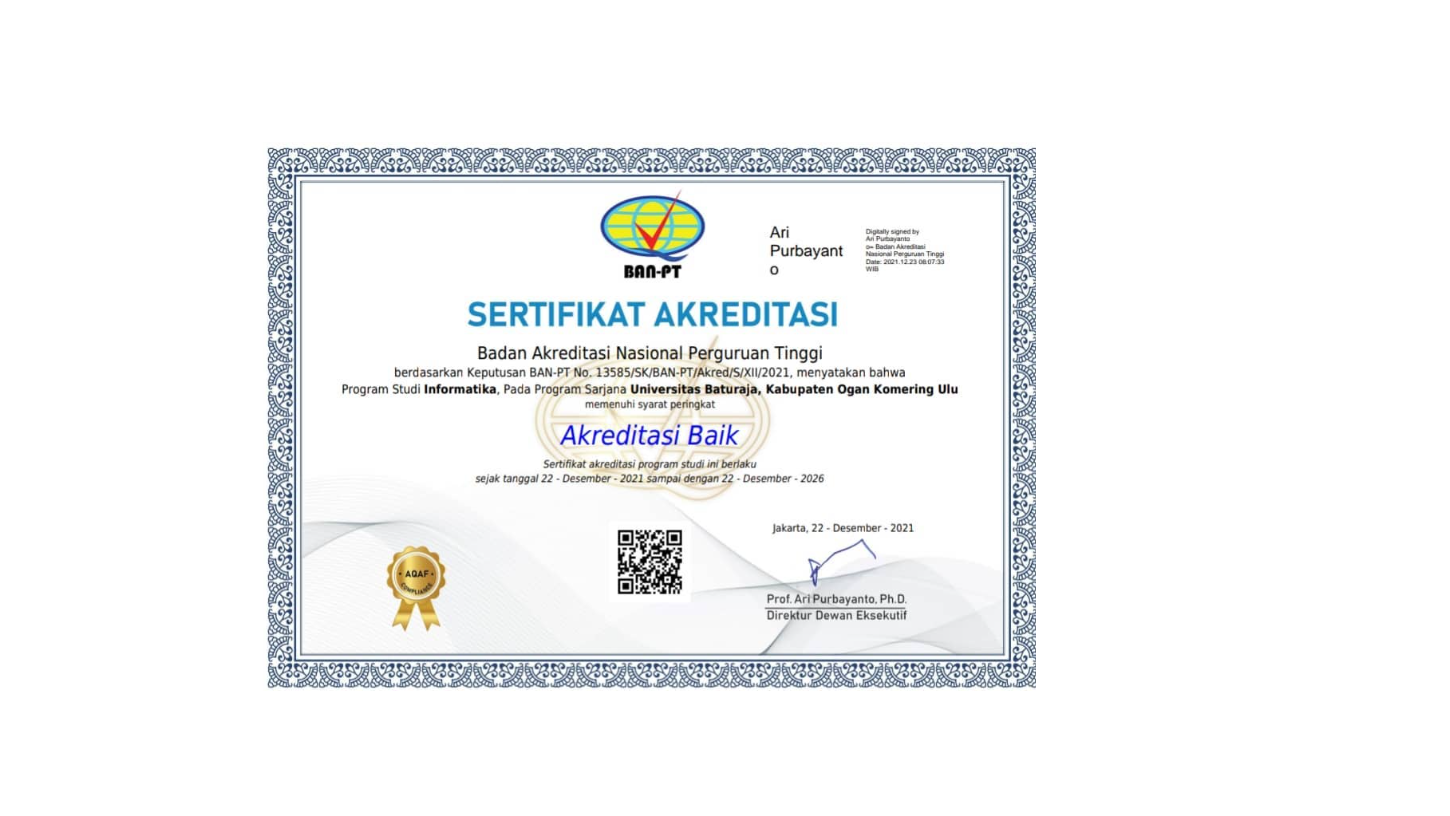 BAN-PT
Ari
Purbayant
o
Digitally signed by
Ari Purbayanto
o= Badan Akreditasi
Nasional Perguruan Tinggi
Date: 2021.12.23 08:07:33
WIB
SERTIFIKAT AKREDITASI
Badan Akreditasi Nasional Perguruan Tinggi
berdasarkan Keputusan BAN-PT No. 13585/SK/BAN-PT/Akred/S/XII/2021, menyatakan bahwa
Program Studi Informatika, Pada Program Sarjana Universitas Baturaja, Kabupaten Ogan Komering Ulu
memenuhi syarat peringkat
Akreditasi Baik
Sertifikat akreditasi program studi ini berlaku
sejak tanggal 22 - Desember - 2021 sampai dengan 22 - Desember - 2026
Jakarta, 22 - Desember - 2021
AQAF
COMPLIANCE
Prof. Ari Purbayanto, Ph.D.
Direktur Dewan Eksekutif